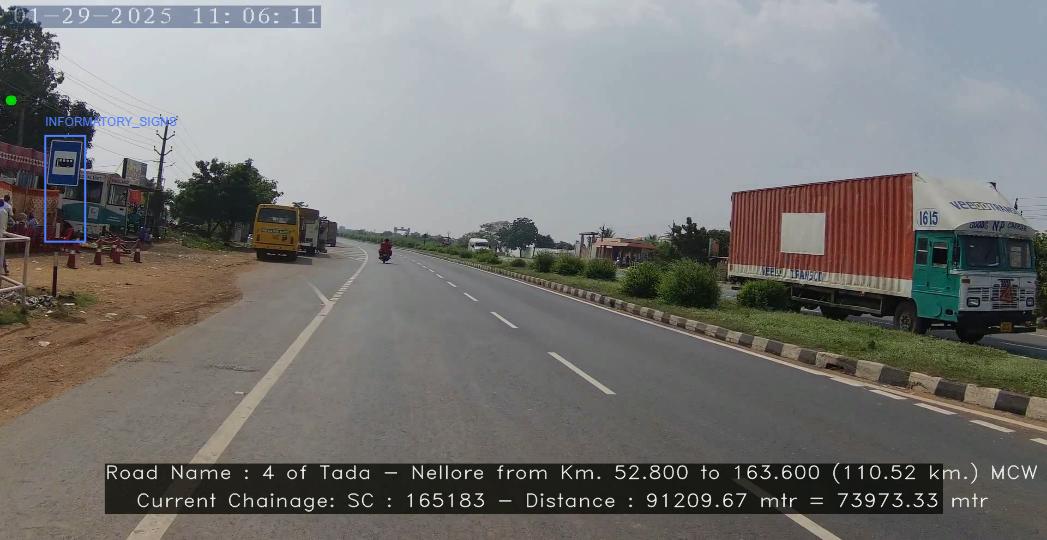 01-29-2025 11:06:11
INFORMATORY_SIGNS
1615
Road Name : 4 of Tada - Nellore from Km. 52.800 to 163.600 (110.52 km.) MCW
Current Chainage: SC : 165183 - Distance : 91209.67 mtr = 73973.33 mtr